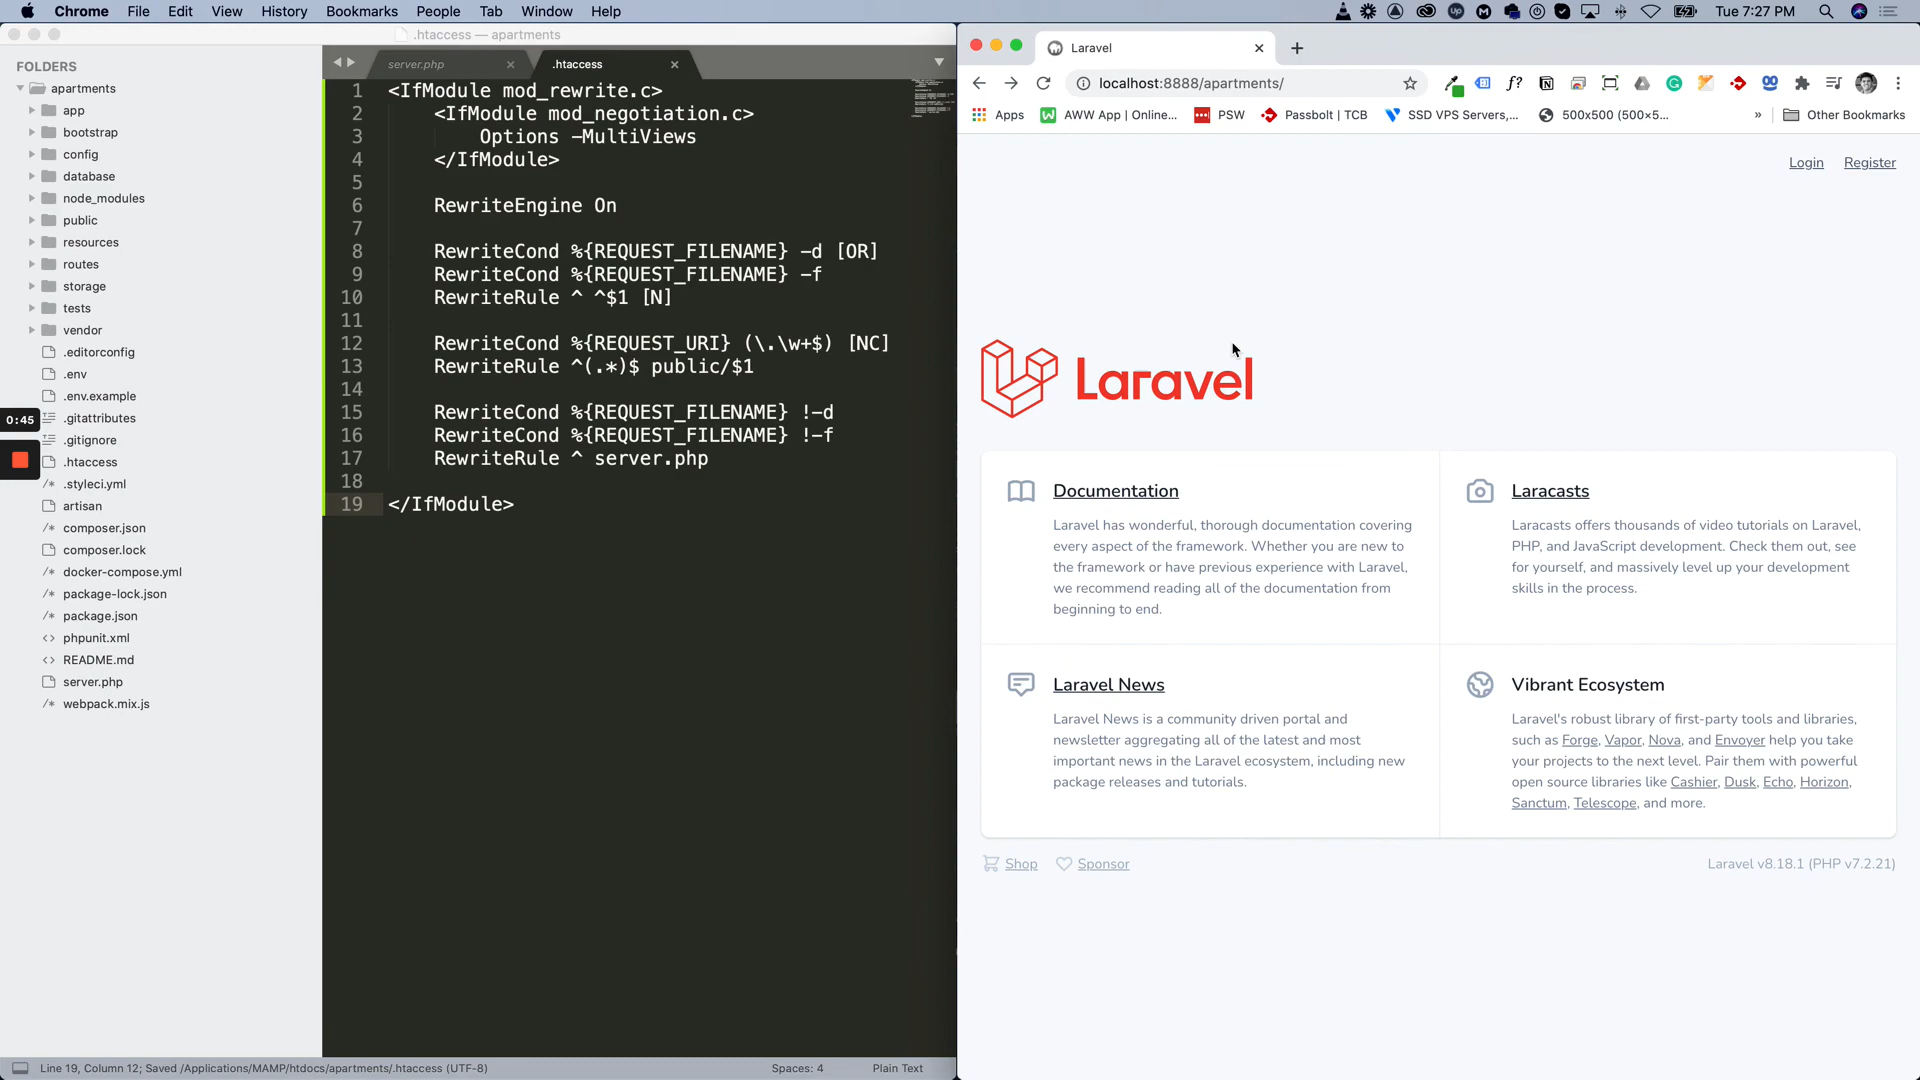 Chrome File Edit View History Bookmarks People Tab Window Help
Tue 7:27 PM
.htaccess — apartments
FOLDERS
apartments
app
bootstrap
config
database
node_modules
public
resources
routes
storage
tests
vendor
.editorconfig
.env
.env.example
.gitattributes
.gitignore
.htaccess
.styleci.yml
artisan
composer.json
composer.lock
docker-compose.yml
package-lock.json
package.json
phpunit.xml
README.md
server.php
webpack.mix.js
0:45
server.php
.htaccess
1 <IfModule mod_rewrite.c>
2 <IfModule mod_negotiation.c>
3 Options -MultiViews
4 </IfModule>
5
6 RewriteEngine On
7
8 RewriteCond %{REQUEST_FILENAME} -d [OR]
9 RewriteCond %{REQUEST_FILENAME} -f
10 RewriteRule ^ ^$1 [N]
11
12 RewriteCond %{REQUEST_URI} (\.\w+$) [NC]
13 RewriteRule ^(.*)$ public/$1
14
15 RewriteCond %{REQUEST_FILENAME} !-d
16 RewriteCond %{REQUEST_FILENAME} !-f
17 RewriteRule ^ server.php
18
19 </IfModule>
Line 19, Column 12; Saved /Applications/MAMP/htdocs/apartments/.htaccess (UTF-8)
Spaces: 4
Plain Text
Laravel
localhost:8888/apartments/
Apps
AWW App | Online...
PSW
Passbolt | TCB
SSD VPS Servers,...
500x500 (500×5...
»
Other Bookmarks
Login Register
Laravel
Documentation
Laravel has wonderful, thorough documentation covering
every aspect of the framework. Whether you are new to
the framework or have previous experience with Laravel,
we recommend reading all of the documentation from
beginning to end.
Laracasts
Laracasts offers thousands of video tutorials on Laravel,
PHP, and JavaScript development. Check them out, see
for yourself, and massively level up your development
skills in the process.
Laravel News
Laravel News is a community driven portal and
newsletter aggregating all of the latest and most
important news in the Laravel ecosystem, including new
package releases and tutorials.
Vibrant Ecosystem
Laravel's robust library of first-party tools and libraries,
such as Forge, Vapor, Nova, and Envoyer help you take
your projects to the next level. Pair them with powerful
open source libraries like Cashier, Dusk, Echo, Horizon,
Sanctum, Telescope, and more.
Shop
Sponsor
Laravel v8.18.1 (PHP v7.2.21)